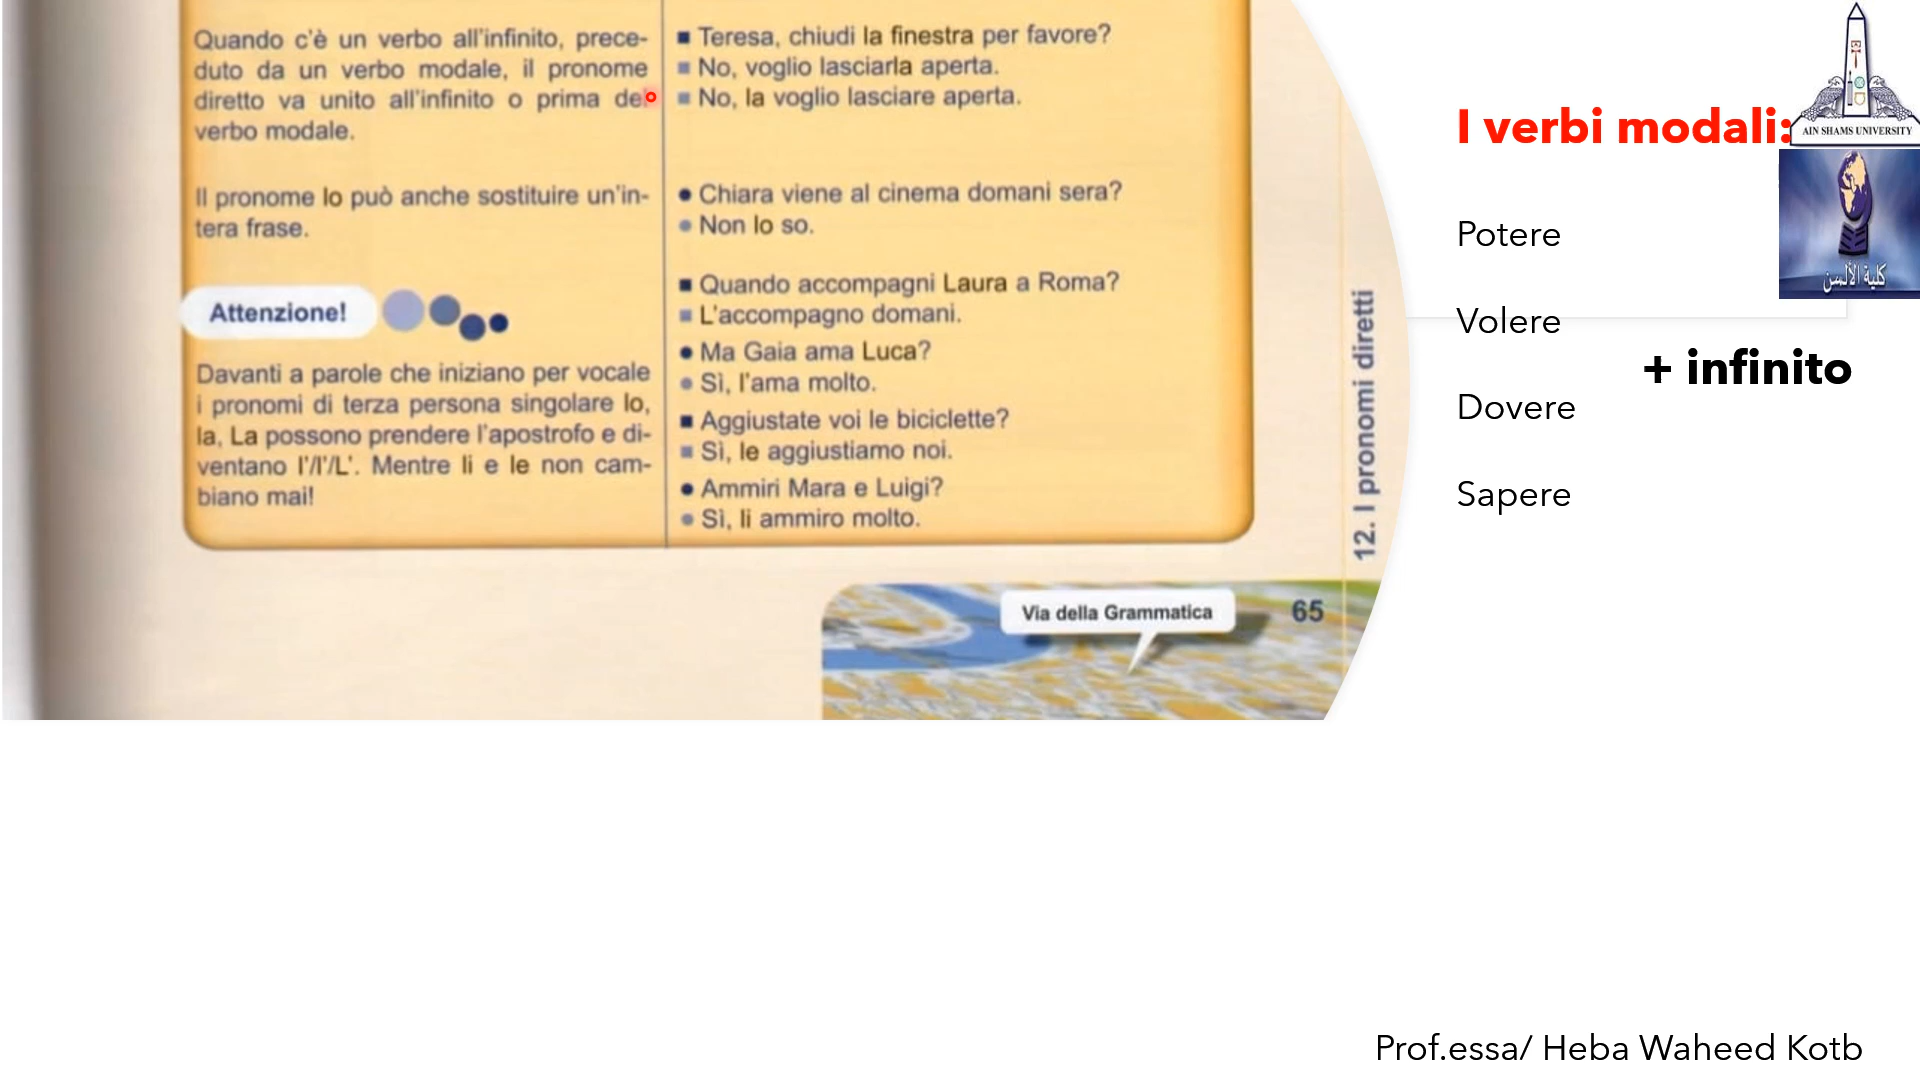 Quando c'è un verbo all'infinito, prece-
duto da un verbo modale, il pronome
diretto va unito all'infinito o prima del
verbo modale.
Il pronome lo può anche sostituire un'in-
tera frase.
Attenzione!
Davanti a parole che iniziano per vocale
i pronomi di terza persona singolare lo,
la, La possono prendere l'apostrofo e di-
ventano l'/l'/L'. Mentre li e le non cam-
biano mai!
■ Teresa, chiudi la finestra per favore?
■ No, voglio lasciarla aperta.
■ No, la voglio lasciare aperta.
● Chiara viene al cinema domani sera?
● Non lo so.
■ Quando accompagni Laura a Roma?
■ L'accompagno domani.
● Ma Gaia ama Luca?
● Sì, l'ama molto.
■ Aggiustate voi le biciclette?
■ Sì, le aggiustiamo noi.
● Ammiri Mara e Luigi?
● Sì, li ammiro molto.
12. I pronomi diretti
Via della Grammatica
65
I verbi modali:
Potere
Volere
+ infinito
Dovere
Sapere
AIN SHAMS UNIVERSITY
كلية الألسن
Prof.essa/ Heba Waheed Kotb